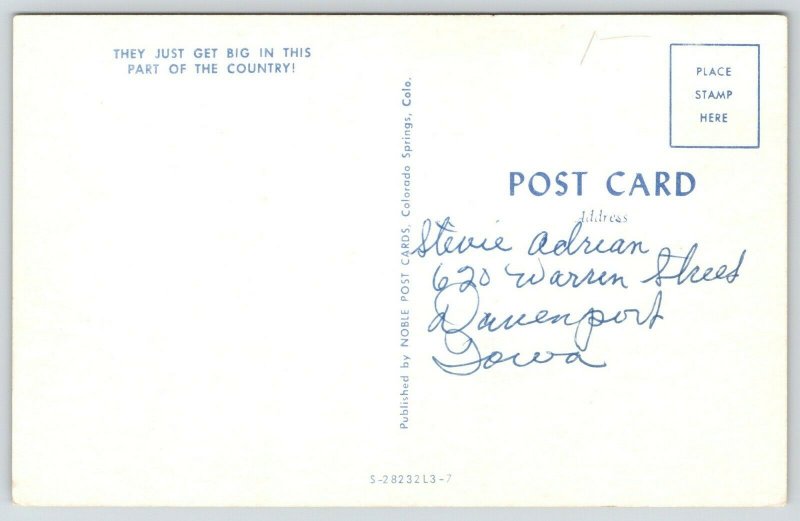 THEY JUST GET BIG IN THIS
PART OF THE COUNTRY!
Published by NOBLE POST CARDS, Colorado Springs, Colo.
PLACE
STAMP
HERE
POST CARD
Address
Stevie Adrian
620 Warren Street
Davenport
Iowa
S-28232L3-7